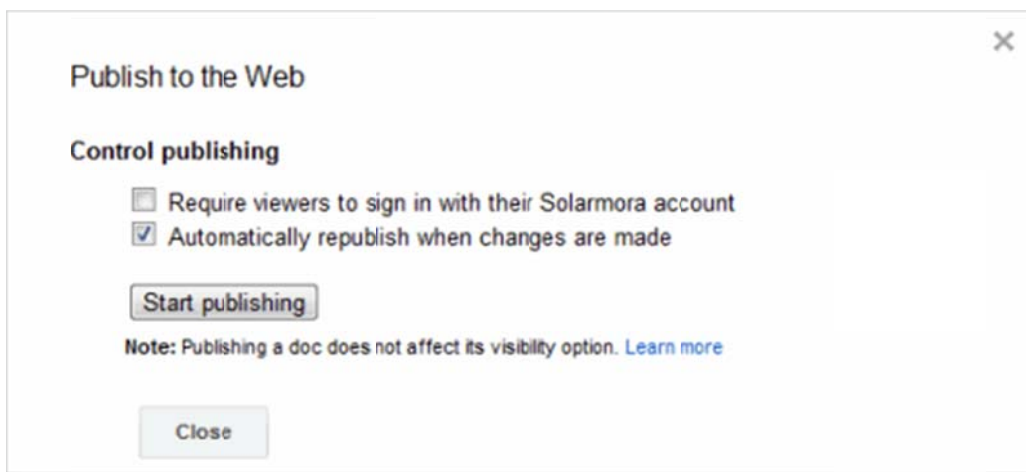 Publish to the Web
Control publishing
Require viewers to sign in with their Solarmora account
Automatically republish when changes are made
Start publishing
Note: Publishing a doc does not affect its visibility option. Learn more
Close